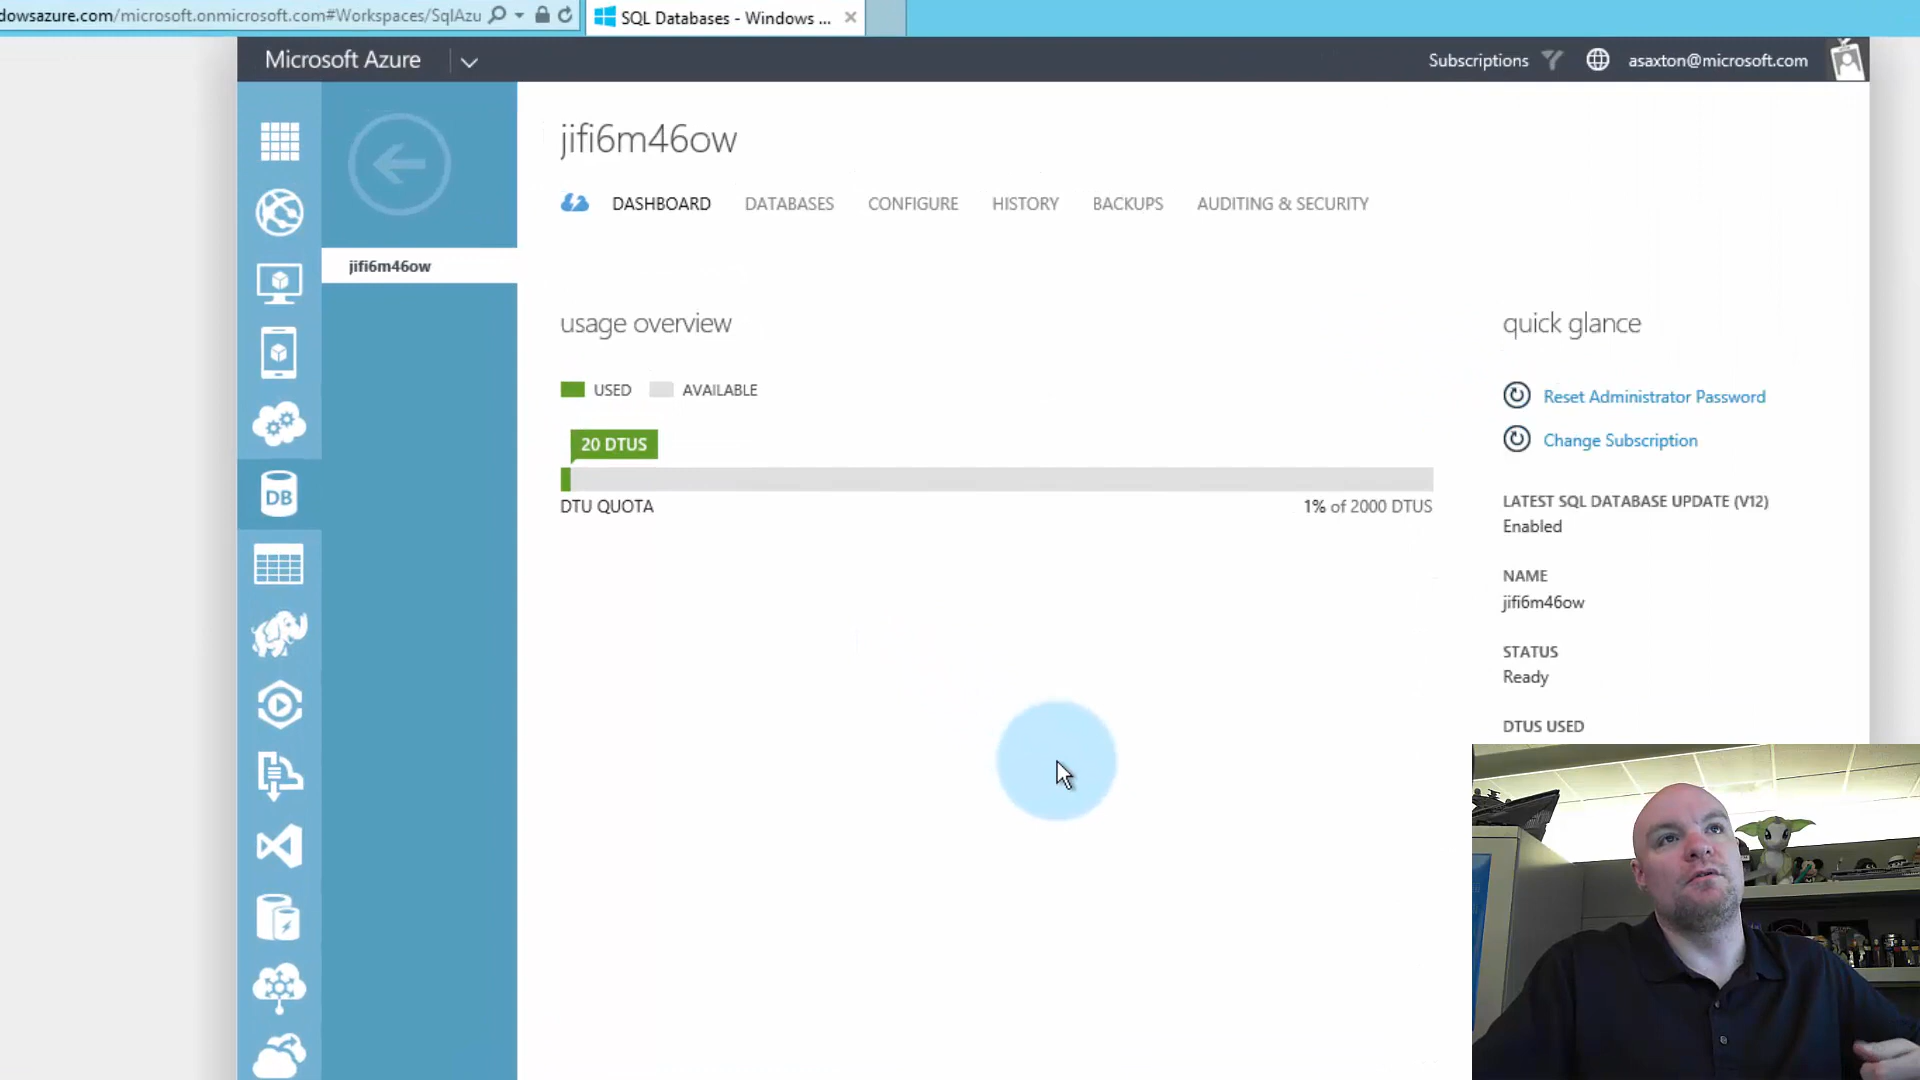 dowsazure.com/microsoft.onmicrosoft.com#Workspaces/SqlAzu
SQL Databases - Windows ...
Microsoft Azure
Subscriptions
asaxton@microsoft.com
jifi6m46ow
DASHBOARD DATABASES CONFIGURE HISTORY BACKUPS AUDITING & SECURITY
jifi6m46ow
usage overview
USED AVAILABLE
20 DTUS
DTU QUOTA
1% of 2000 DTUS
quick glance
Reset Administrator Password
Change Subscription
LATEST SQL DATABASE UPDATE (V12)
Enabled
NAME
jifi6m46ow
STATUS
Ready
DTUS USED
DB